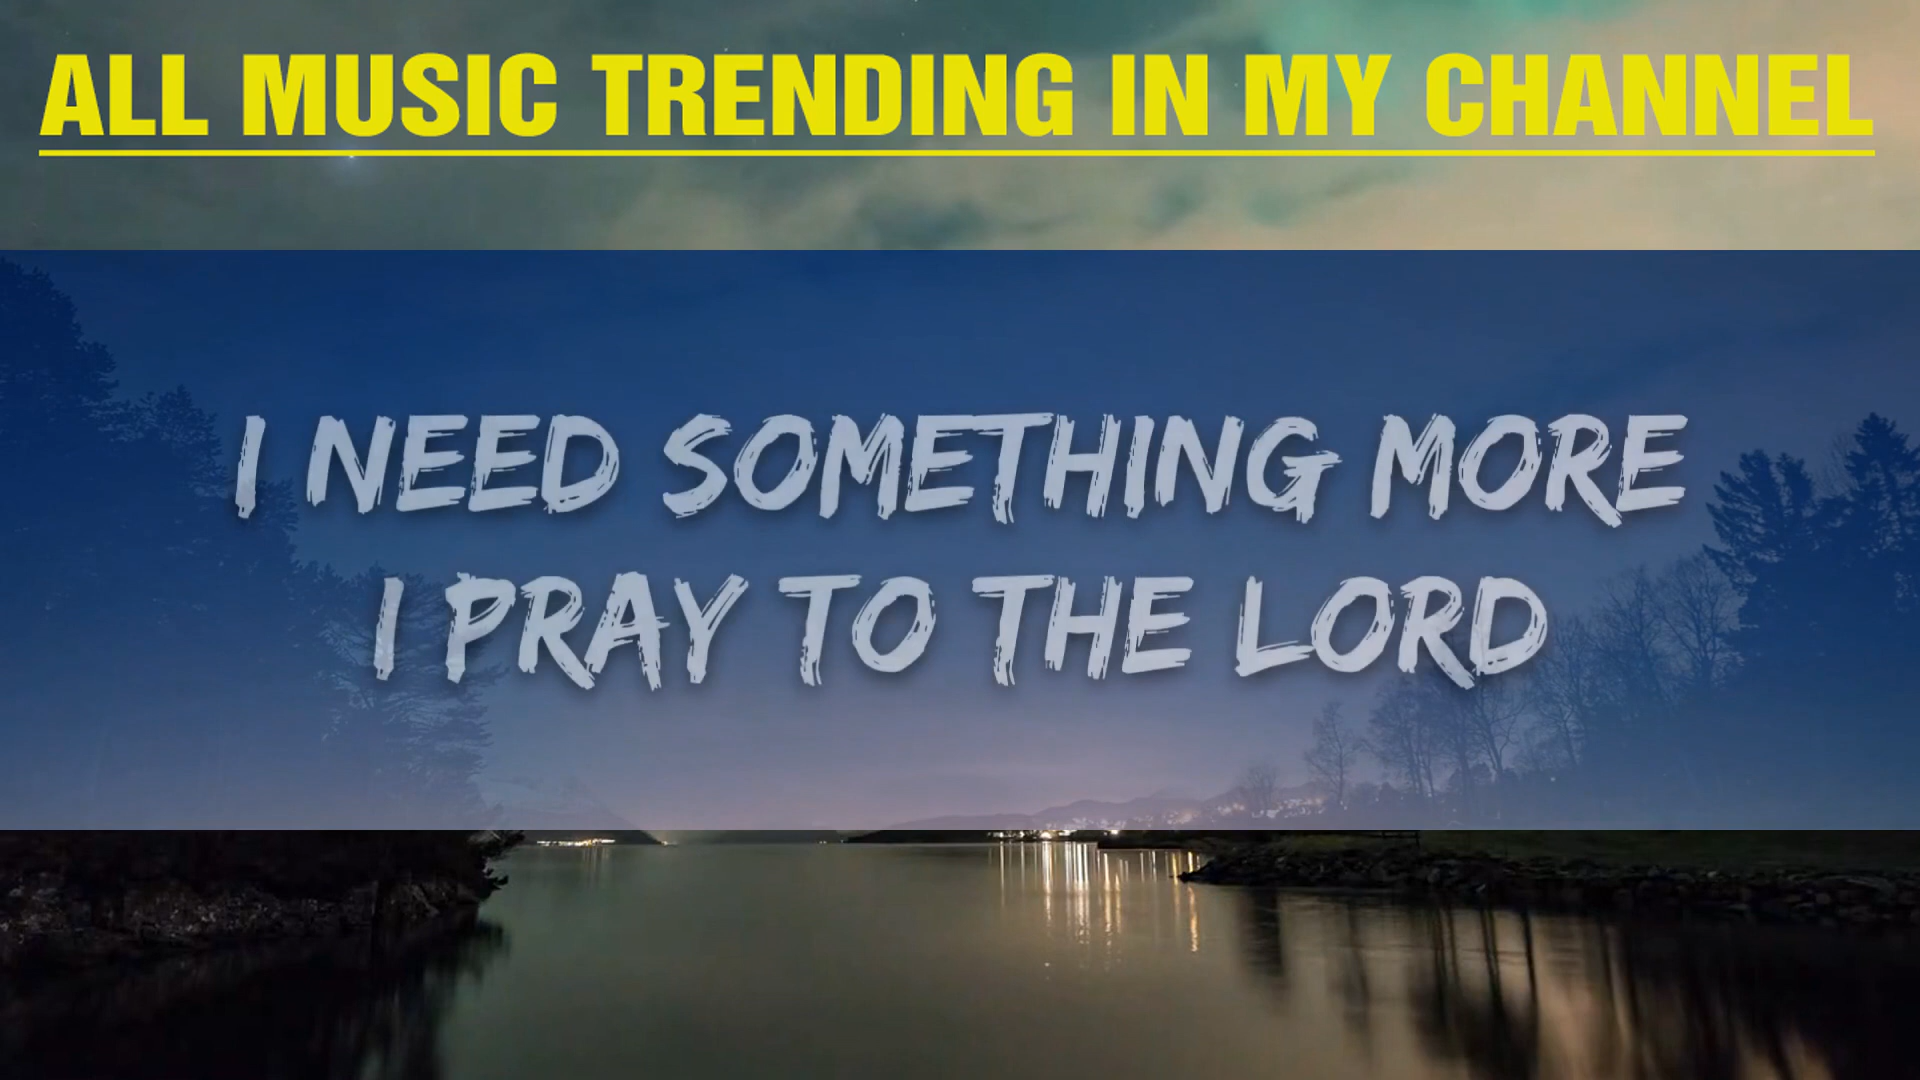 ALL MUSIC TRENDING IN MY CHANNEL
I NEED SOMETHING MORE
I PRAY TO THE LORD